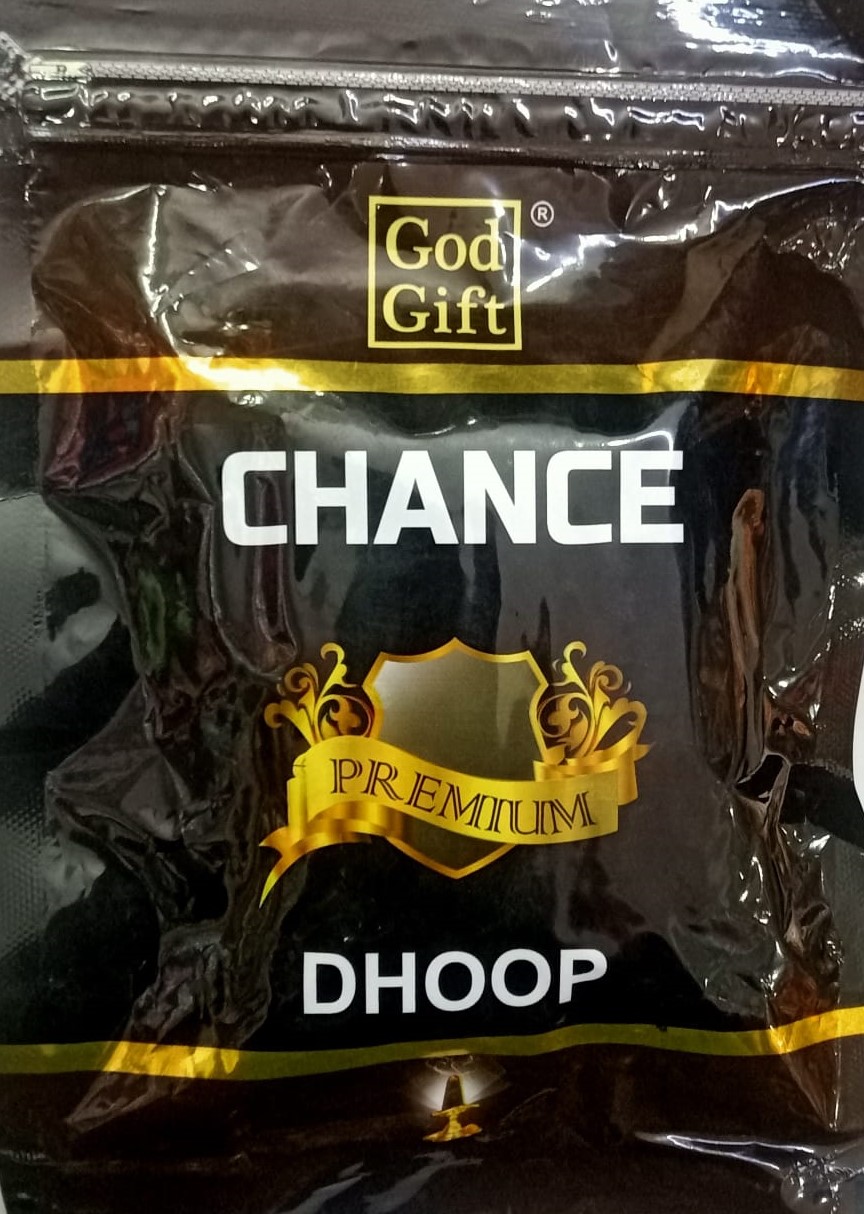 God
®
Gift
CHANCE
PREMIUM
DHOOP